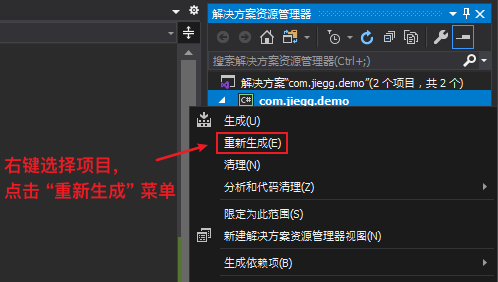 解决方案资源管理器
搜索解决方案资源管理器(Ctrl+;)
解决方案"com.jiegg.demo"(2 个项目，共 2 个)
C# com.jiegg.demo
生成(U)
重新生成(E)
清理(N)
分析和代码清理(Z)
限定为此范围(S)
新建解决方案资源管理器视图(N)
生成依赖项(B)
右键选择项目，
点击 “重新生成” 菜单